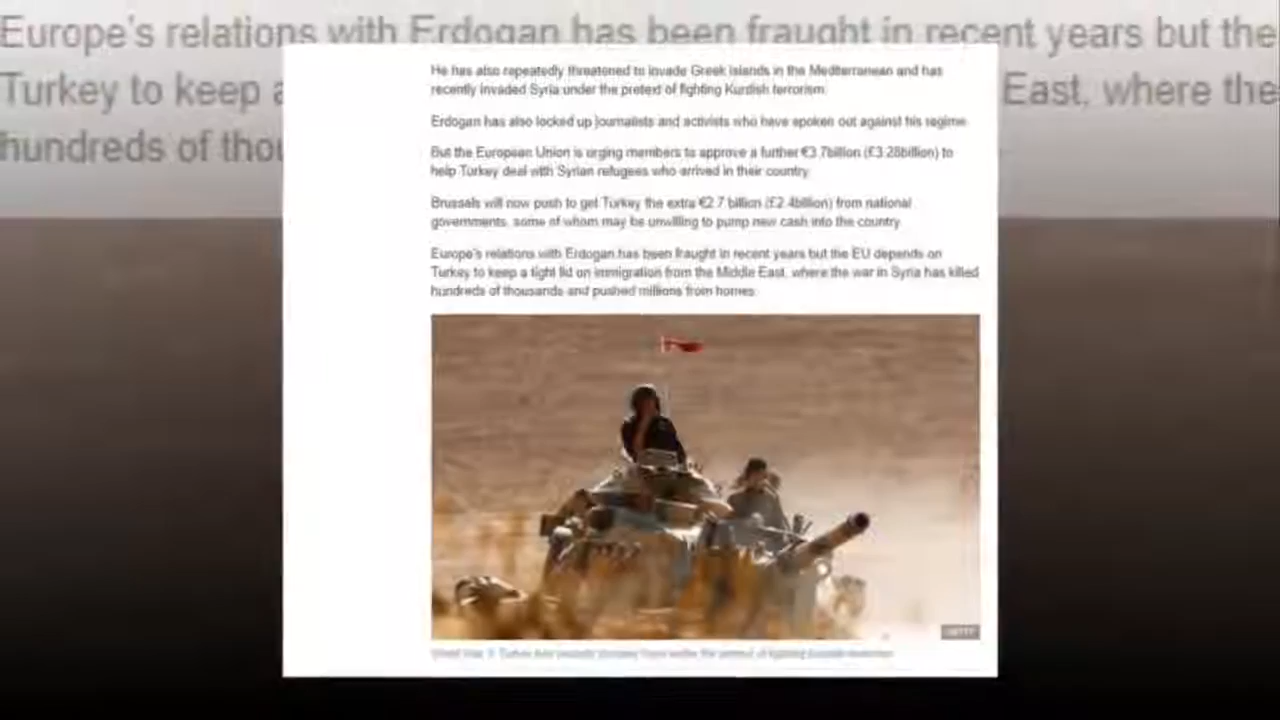 Europe's relations with Erdogan has been fraught in recent years but the
Turkey to keep a
East, where the
hundreds of thou
He has also repeatedly threatened to invade Greek islands in the Mediterranean and has
recently invaded Syria under the pretext of fighting Kurdish terrorism.
Erdogan has also locked up journalists and activists who have spoken out against his regime.
But the European Union is urging members to approve a further €3.7billion (£3.28billion) to
help Turkey deal with Syrian refugees who arrived in their country.
Brussels will now push to get Turkey the extra €2.7 billion (£2.4billion) from national
governments, some of whom may be unwilling to pump new cash into the country.
Europe's relations with Erdogan has been fraught in recent years but the EU depends on
Turkey to keep a tight lid on immigration from the Middle East, where the war in Syria has killed
hundreds of thousands and pushed millions from homes.
GETTY